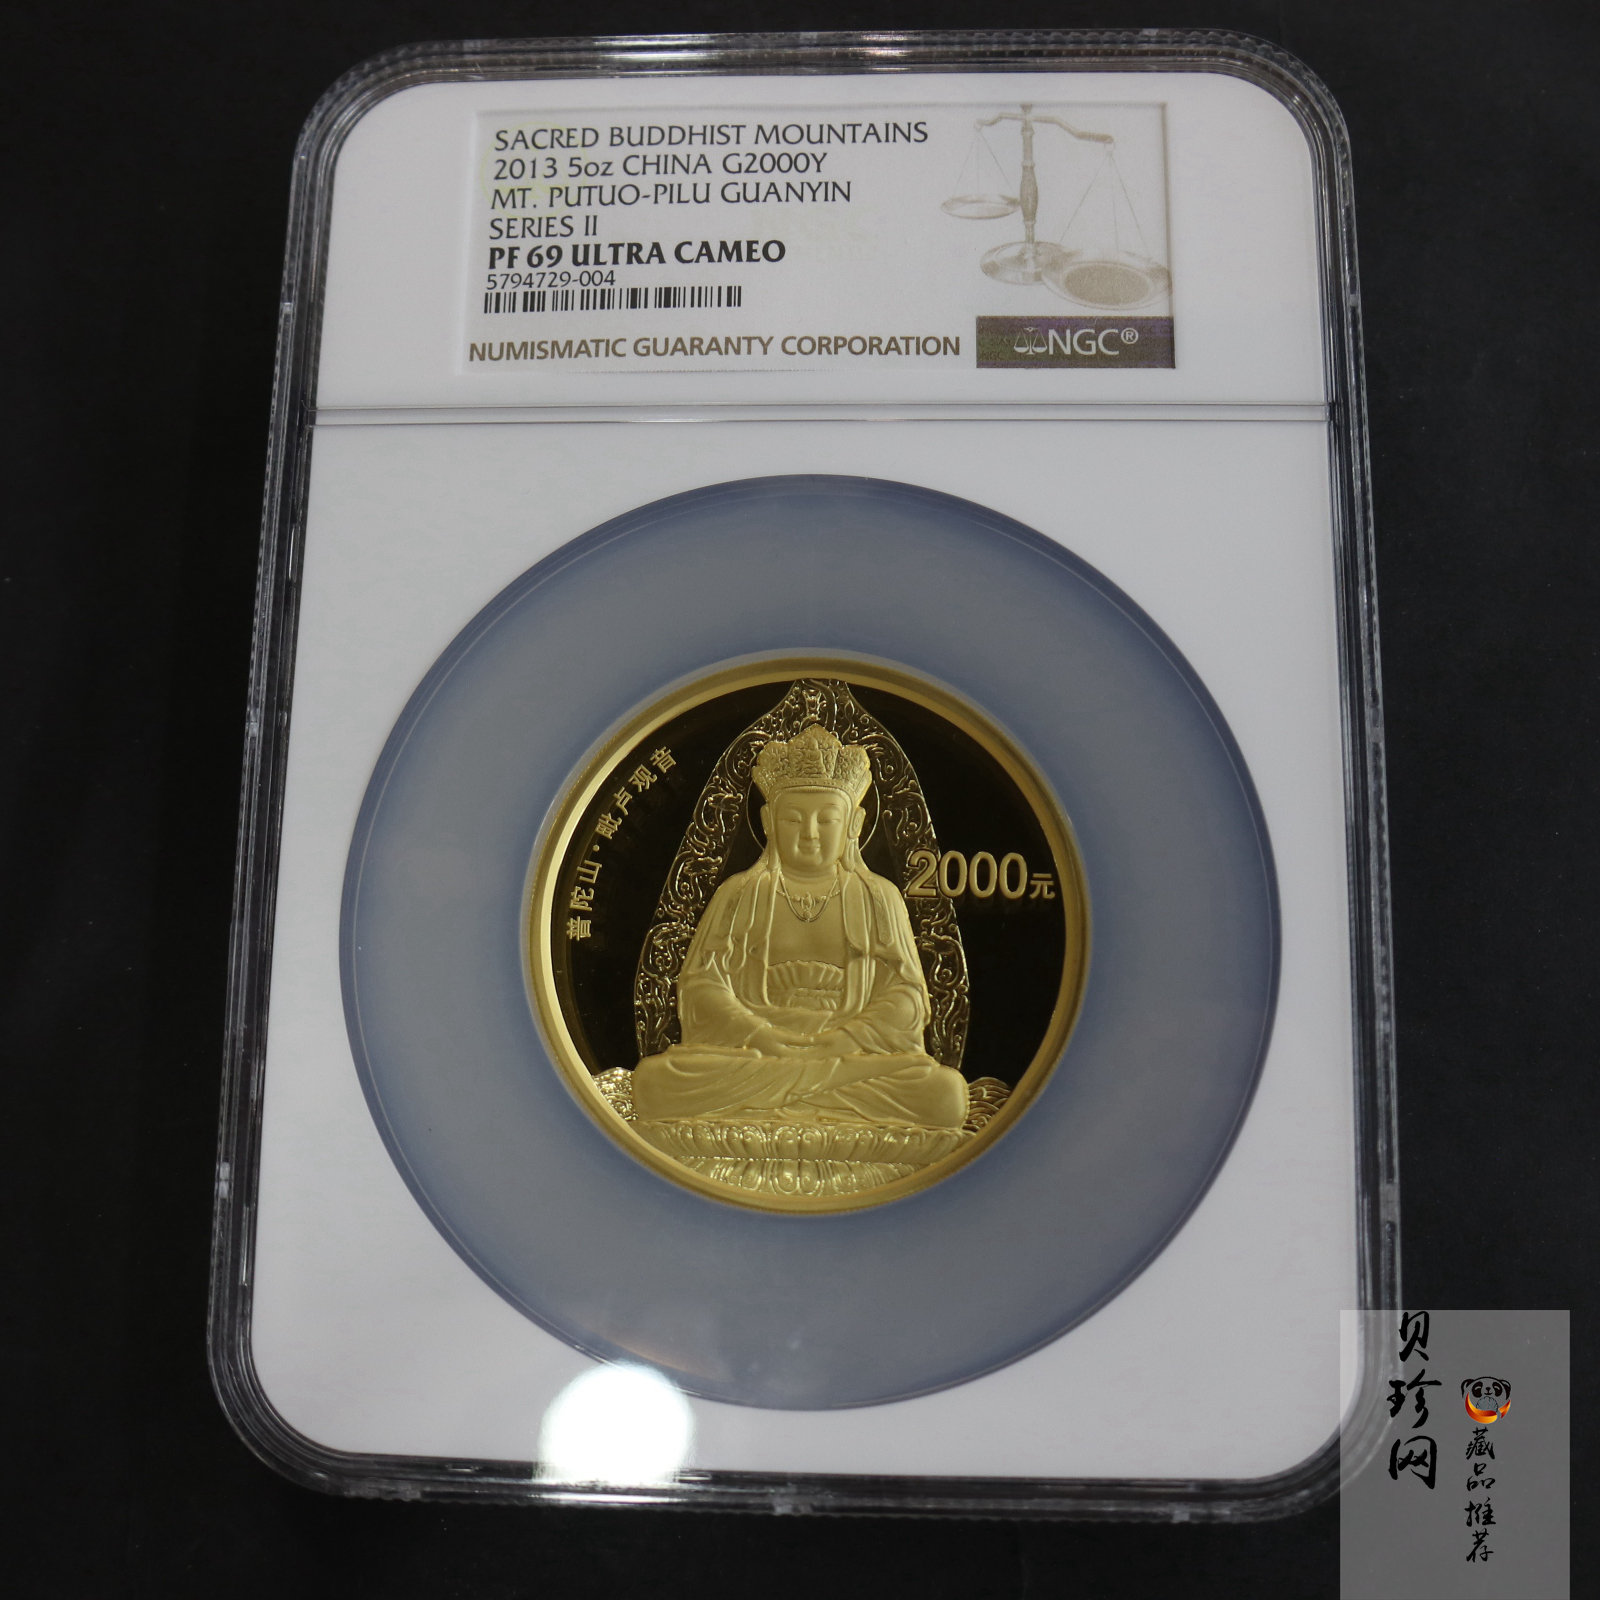 SACRED BUDDHIST MOUNTAINS
2013 5oz CHINA G2000Y
MT. PUTUO-PILU GUANYIN
SERIES II
PF 69 ULTRA CAMEO
5794729-004
NUMISMATIC GUARANTY CORPORATION
NGC®
普陀山·毗卢观音
2000元
贝珍网
藏品推荐